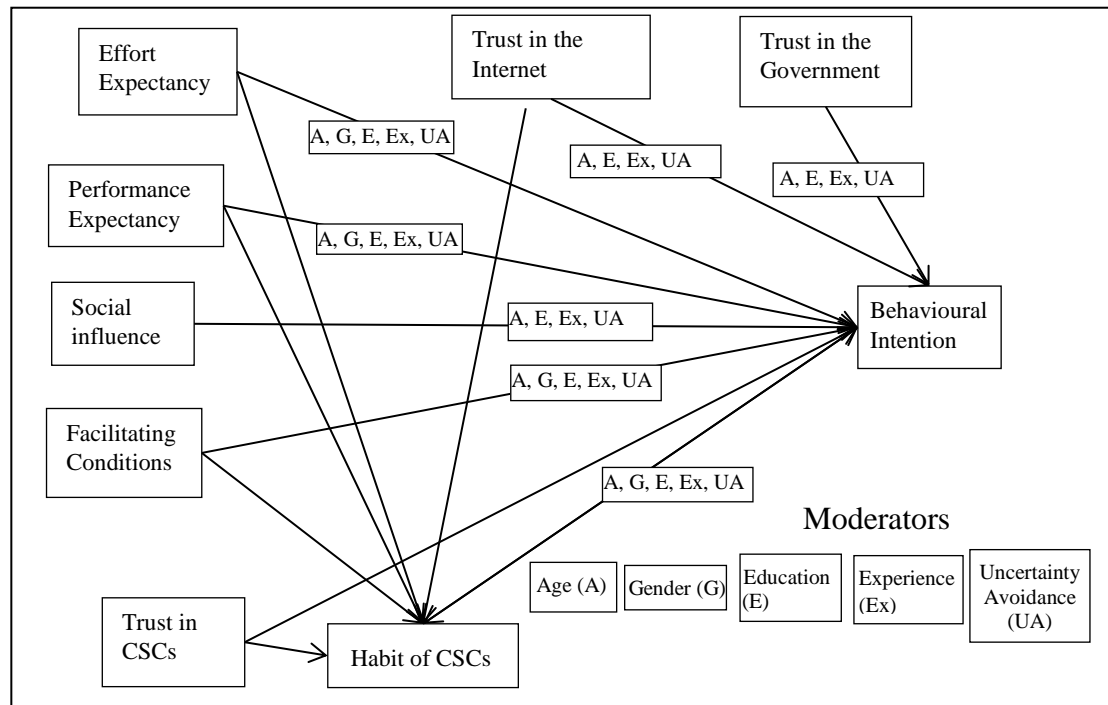 Effort
Expectancy
Trust in the
Internet
Trust in the
Government
A, G, E, Ex, UA
A, E, Ex, UA
A, E, Ex, UA
Performance
Expectancy
A, G, E, Ex, UA
Social
influence
A, E, Ex, UA
Behavioural
Intention
A, G, E, Ex, UA
Facilitating
Conditions
A, G, E, Ex, UA
Moderators
Age (A)
Gender (G)
Education
(E)
Experience
(Ex)
Uncertainty
Avoidance
(UA)
Trust in
CSCs
Habit of CSCs